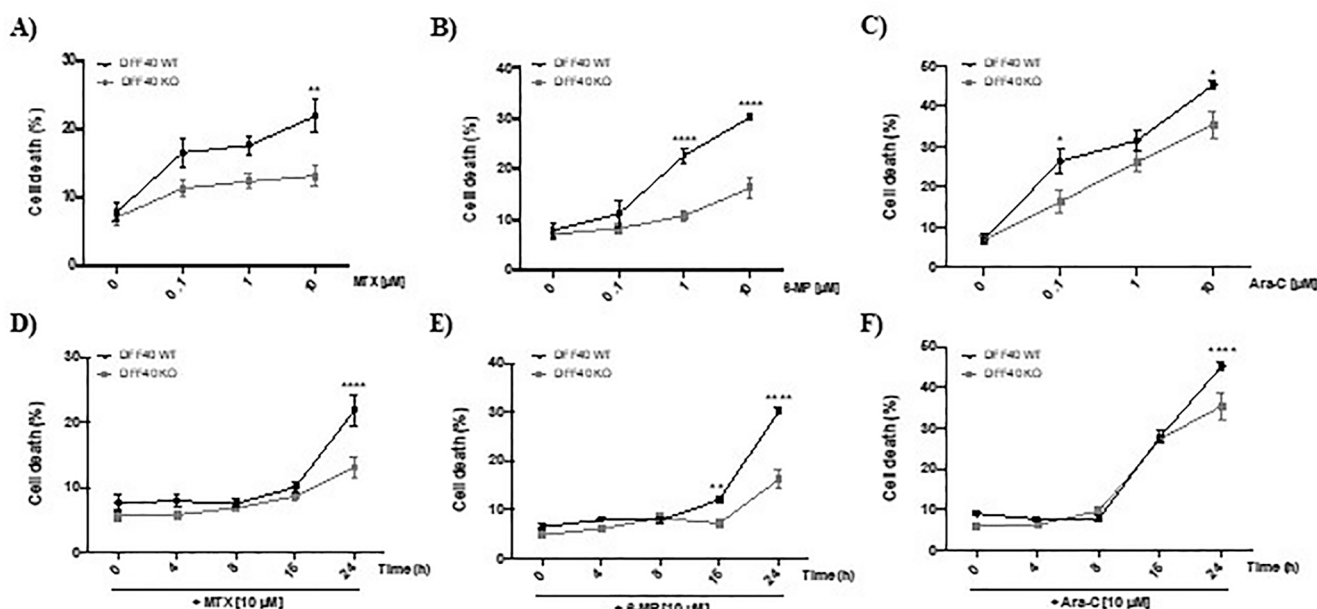 A)
30
DFF40 WT
DFF40 KO
**
20
10
0
Cell death (%)
0
0.1
1
10
MTX [µM]
B)
40
DFF40 WT
DFF40 KO
****
****
30
20
10
0
Cell death (%)
0
0.1
1
10
6-MP [µM]
C)
50
DFF40 WT
DFF40 KO
*
*
40
30
20
10
0
Cell death (%)
0
0.1
1
10
Ara-C [µM]
D)
30
DFF40 WT
DFF40 KO
****
20
10
0
Cell death (%)
0
4
8
16
24
Time (h)
+ MTX [10 µM]
E)
40
DFF40 WT
DFF40 KO
****
**
30
20
10
0
Cell death (%)
0
4
8
16
24
Time (h)
+ 6-MP [10 µM]
F)
50
DFF40 WT
DFF40 KO
****
40
30
20
10
0
Cell death (%)
0
4
8
16
24
Time (h)
+ Ara-C [10 µM]